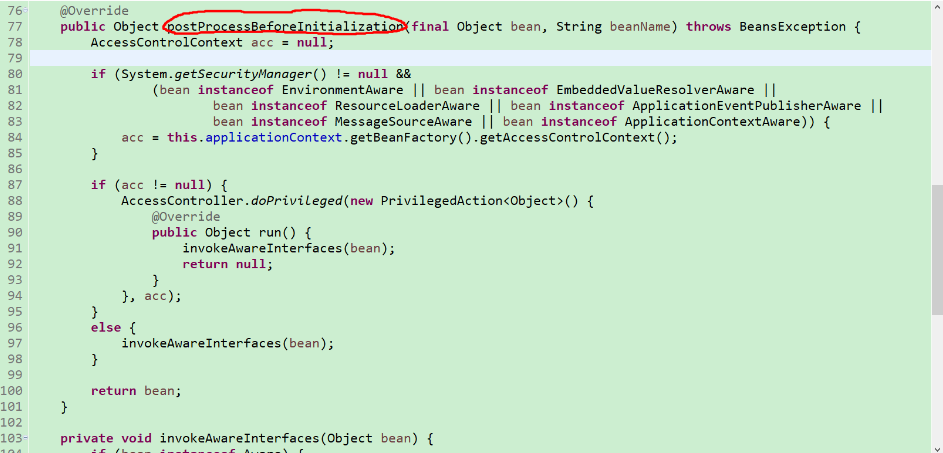 76 @Override
77 public Object postProcessBeforeInitialization(final Object bean, String beanName) throws BeansException {
78 AccessControlContext acc = null;
79
80 if (System.getSecurityManager() != null &&
81 (bean instanceof EnvironmentAware || bean instanceof EmbeddedValueResolverAware ||
82 bean instanceof ResourceLoaderAware || bean instanceof ApplicationEventPublisherAware ||
83 bean instanceof MessageSourceAware || bean instanceof ApplicationContextAware)) {
84 acc = this.applicationContext.getBeanFactory().getAccessControlContext();
85 }
86
87 if (acc != null) {
88 AccessController.doPrivileged(new PrivilegedAction<Object>() {
89 @Override
90 public Object run() {
91 invokeAwareInterfaces(bean);
92 return null;
93 }
94 }, acc);
95 }
96 else {
97 invokeAwareInterfaces(bean);
98 }
99
100 return bean;
101 }
102
103 private void invokeAwareInterfaces(Object bean) {
104 if (bean instanceof Aware) {